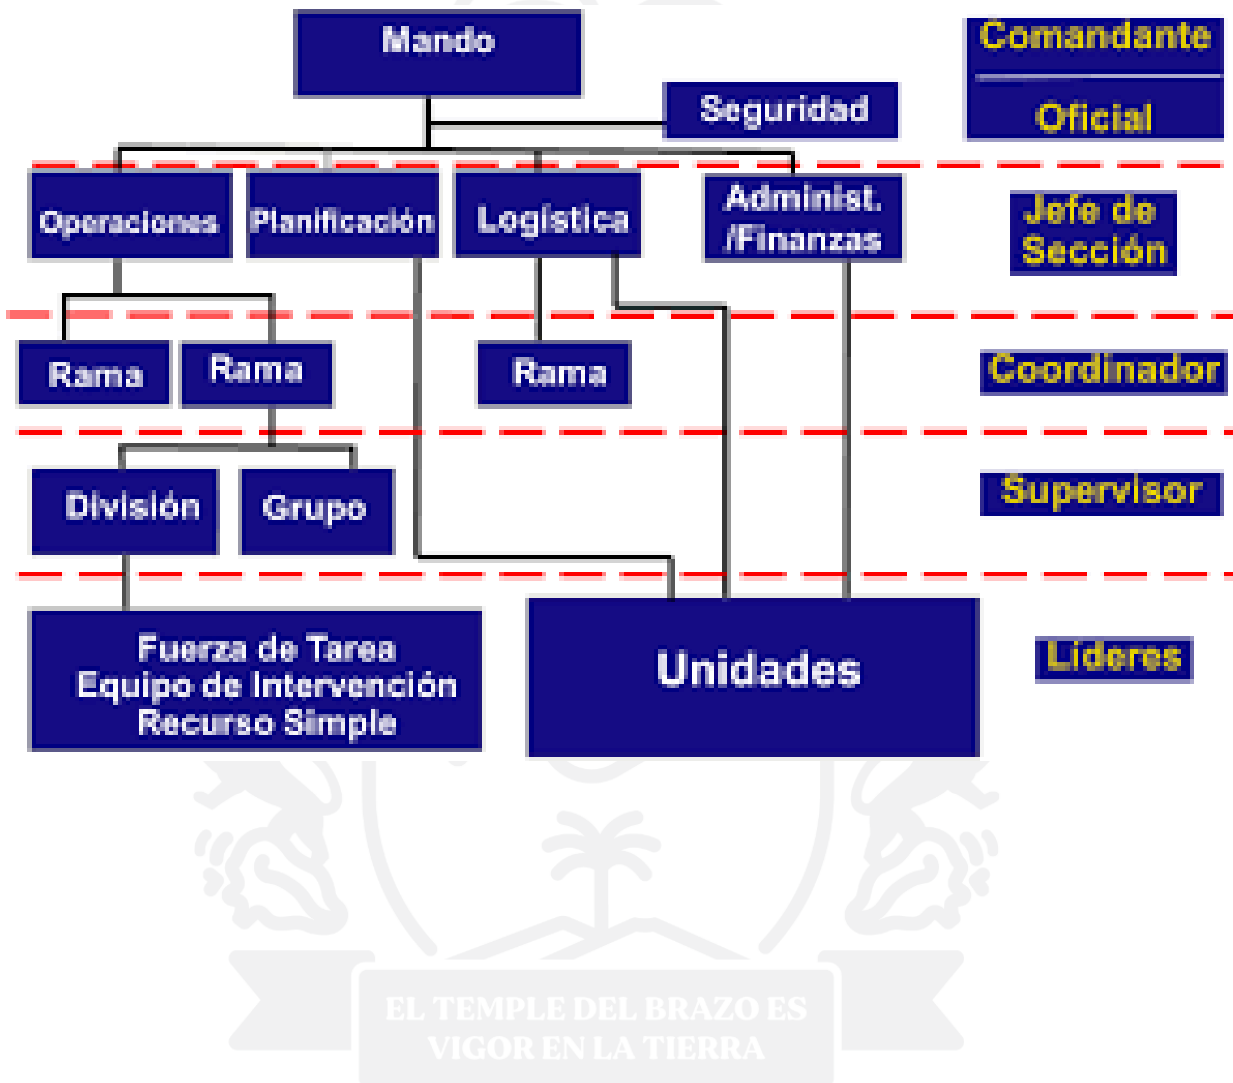 Mando
Comandante
Seguridad
Oficial
Operaciones
Planificación
Logística
Administ.
/Finanzas
Jefe de
Sección
Rama
Rama
Rama
Coordinador
División
Grupo
Supervisor
Fuerza de Tarea
Equipo de Intervención
Recurso Simple
Unidades
Líderes
EL TEMPLE DEL BRAZO ES
VIGOR EN LA TIERRA